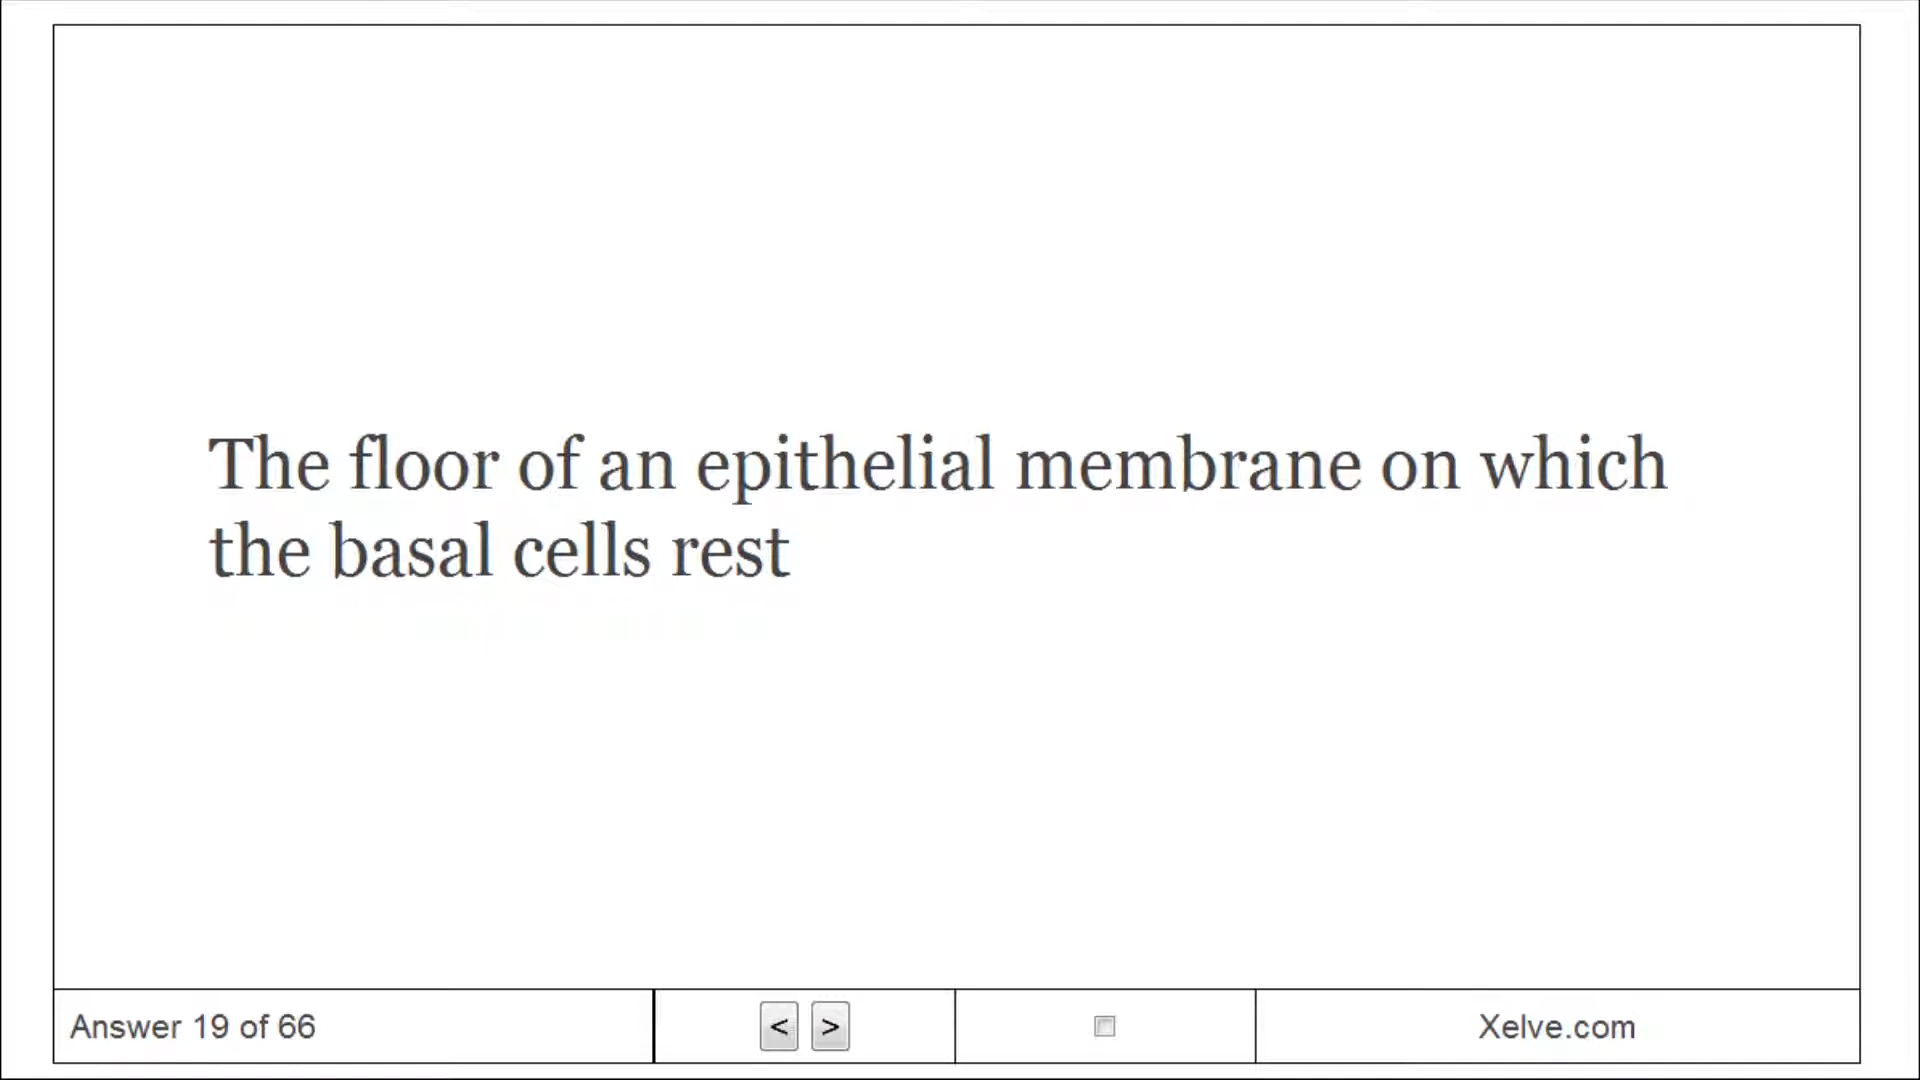 The floor of an epithelial membrane on which
the basal cells rest
Answer 19 of 66
<
>
Xelve.com